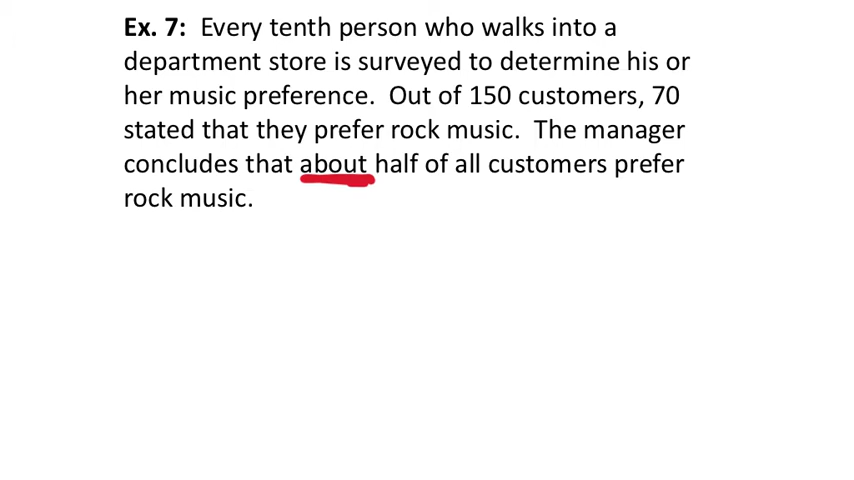 Ex. 7:  Every tenth person who walks into a
department store is surveyed to determine his or
her music preference.  Out of 150 customers, 70
stated that they prefer rock music.  The manager
concludes that about half of all customers prefer
rock music.